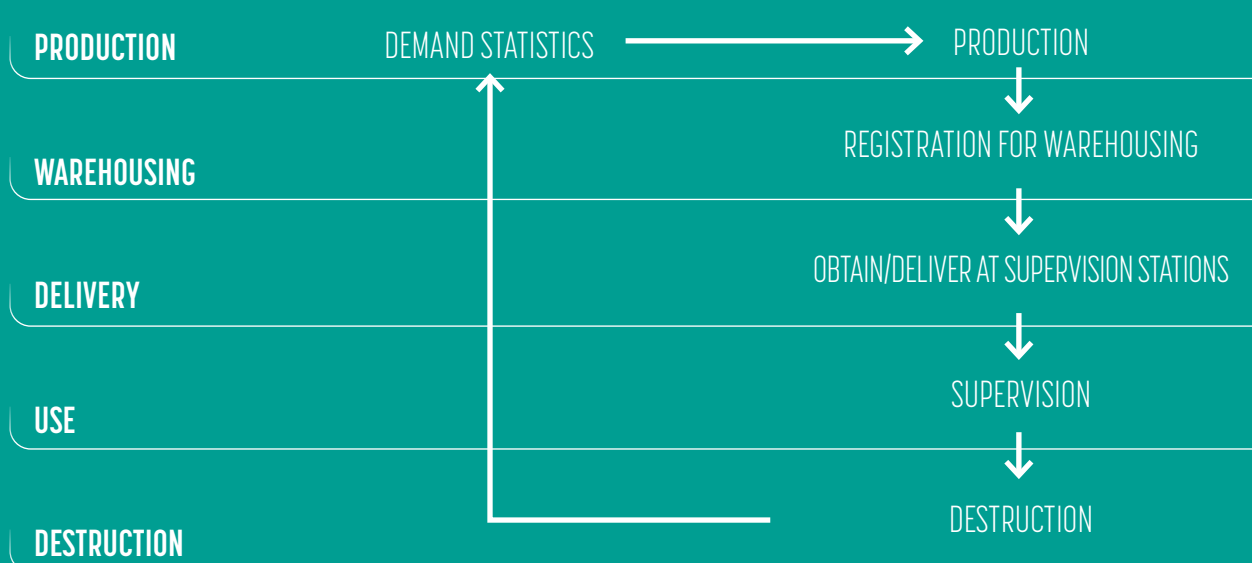 PRODUCTION
DEMAND STATISTICS
PRODUCTION
WAREHOUSING
REGISTRATION FOR WAREHOUSING
DELIVERY
OBTAIN/DELIVER AT SUPERVISION STATIONS
USE
SUPERVISION
DESTRUCTION
DESTRUCTION